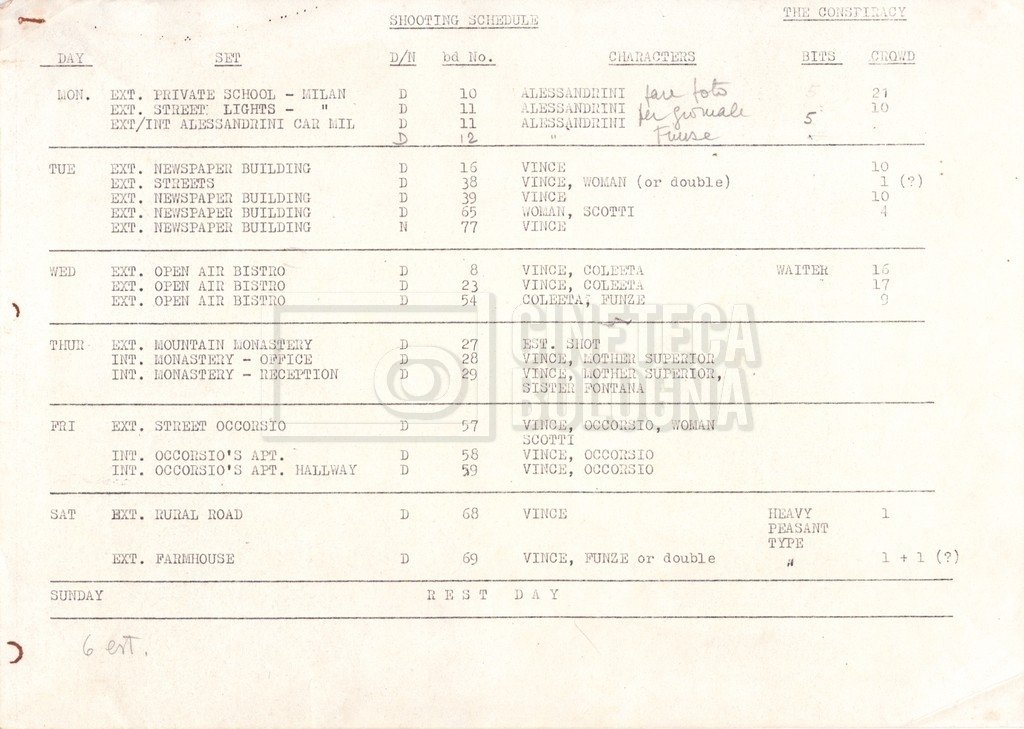 SHOOTING SCHEDULE THE CONSPIRACY
DAY SET D/N bd No. CHARACTERS BITS CROWD
MON. EXT. PRIVATE SCHOOL - MILAN D 10 ALESSANDRINI fare foto 5 21
EXT. STREET LIGHTS - " D 11 ALESSANDRINI per giornale 10
EXT/INT ALESSANDRINI CAR MIL D 11 ALESSANDRINI 5
D 12 " Funse
TUE EXT. NEWSPAPER BUILDING D 16 VINCE 10
EXT. STREETS D 38 VINCE, WOMAN (or double) 1 (?)
EXT. NEWSPAPER BUILDING D 39 VINCE 10
EXT. NEWSPAPER BUILDING D 65 WOMAN, SCOTTI 4
EXT. NEWSPAPER BUILDING N 77 VINCE
WED EXT. OPEN AIR BISTRO D 8 VINCE, COLEETA WAITER 16
EXT. OPEN AIR BISTRO D 23 VINCE, COLEETA 17
EXT. OPEN AIR BISTRO D 54 COLEETA, FUNZE 9
THUR EXT. MOUNTAIN MONASTERY D 27 EST. SHOT
INT. MONASTERY - OFFICE D 28 VINCE, MOTHER SUPERIOR
INT. MONASTERY - RECEPTION D 29 VINCE, MOTHER SUPERIOR,
SISTER FONTANA
FRI EXT. STREET OCCORSIO D 57 VINCE, OCCORSIO, WOMAN
SCOTTI
INT. OCCORSIO'S APT. D 58 VINCE, OCCORSIO
INT. OCCORSIO'S APT. HALLWAY D 59 VINCE, OCCORSIO
SAT EXT. RURAL ROAD D 68 VINCE HEAVY 1
PEASANT
TYPE
EXT. FARMHOUSE D 69 VINCE, FUNZE or double " 1 + 1 (?)
SUNDAY REST DAY
6 est.
CINETECA
BOLOGNA